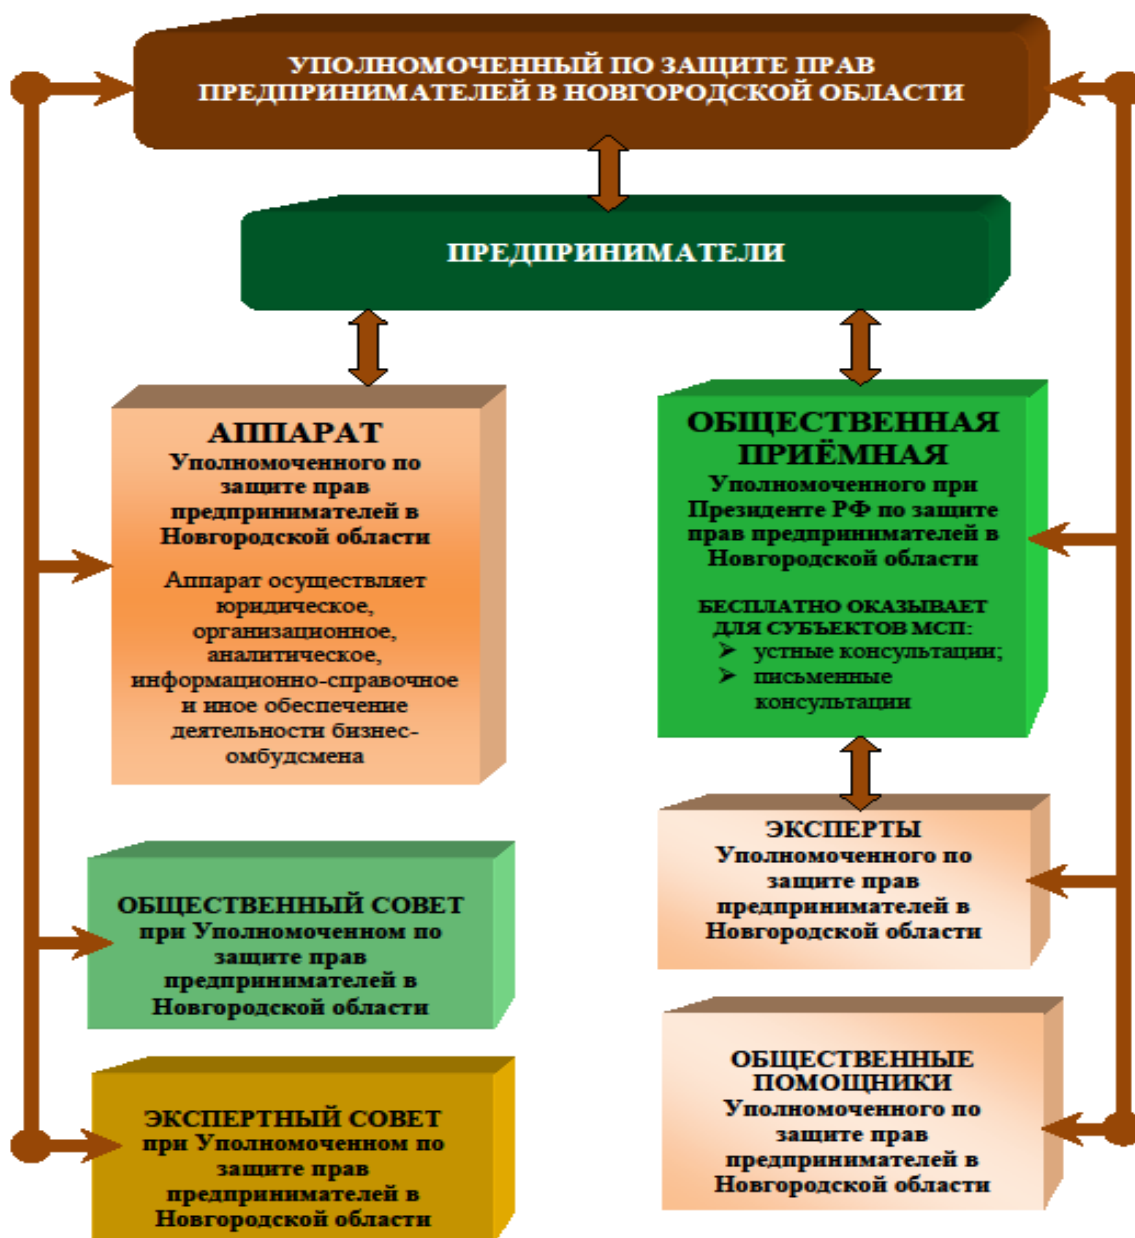 УПОЛНОМОЧЕННЫЙ ПО ЗАЩИТЕ ПРАВ
ПРЕДПРИНИМАТЕЛЕЙ В НОВГОРОДСКОЙ ОБЛАСТИ
ПРЕДПРИНИМАТЕЛИ
АППАРАТ
Уполномоченного по
защите прав
предпринимателей в
Новгородской области
Аппарат осуществляет
юридическое,
организационное,
аналитическое,
информационно-справочное
и иное обеспечение
деятельности бизнес-
омбудсмена
ОБЩЕСТВЕННАЯ
ПРИЁМНАЯ
Уполномоченного при
Президенте РФ по защите
прав предпринимателей в
Новгородской области
БЕСПЛАТНО ОКАЗЫВАЕТ
ДЛЯ СУБЪЕКТОВ МСП:
➢ устные консультации;
➢ письменные
консультации
ЭКСПЕРТЫ
Уполномоченного по
защите прав
предпринимателей в
Новгородской области
ОБЩЕСТВЕННЫЙ СОВЕТ
при Уполномоченном по
защите прав
предпринимателей в
Новгородской области
ОБЩЕСТВЕННЫЕ
ПОМОЩНИКИ
Уполномоченного по
защите прав
предпринимателей в
Новгородской области
ЭКСПЕРТНЫЙ СОВЕТ
при Уполномоченном по
защите прав
предпринимателей в
Новгородской области